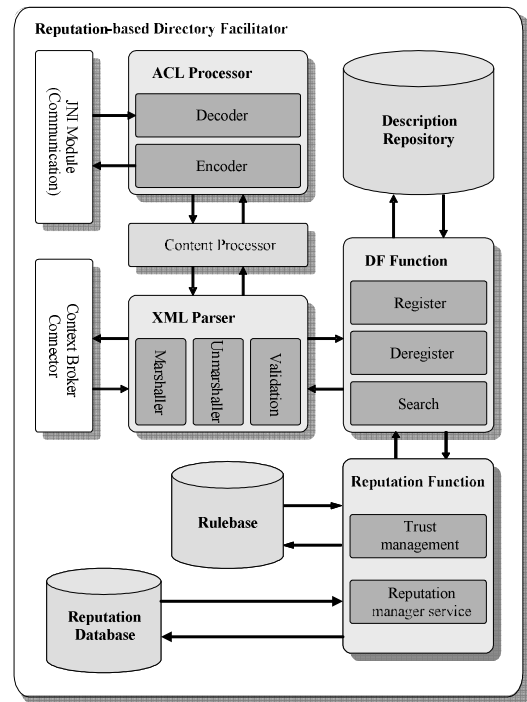 Reputation-based Directory Facilitator
JNI Module
(Communication)
ACL Processor
Decoder
Encoder
Description
Repository
Content Processor
DF Function
Register
Deregister
Search
Context Broker
Connector
XML Parser
Marshaller
Unmarshaller
Validation
Reputation Function
Trust
management
Reputation
manager service
Rulebase
Reputation
Database